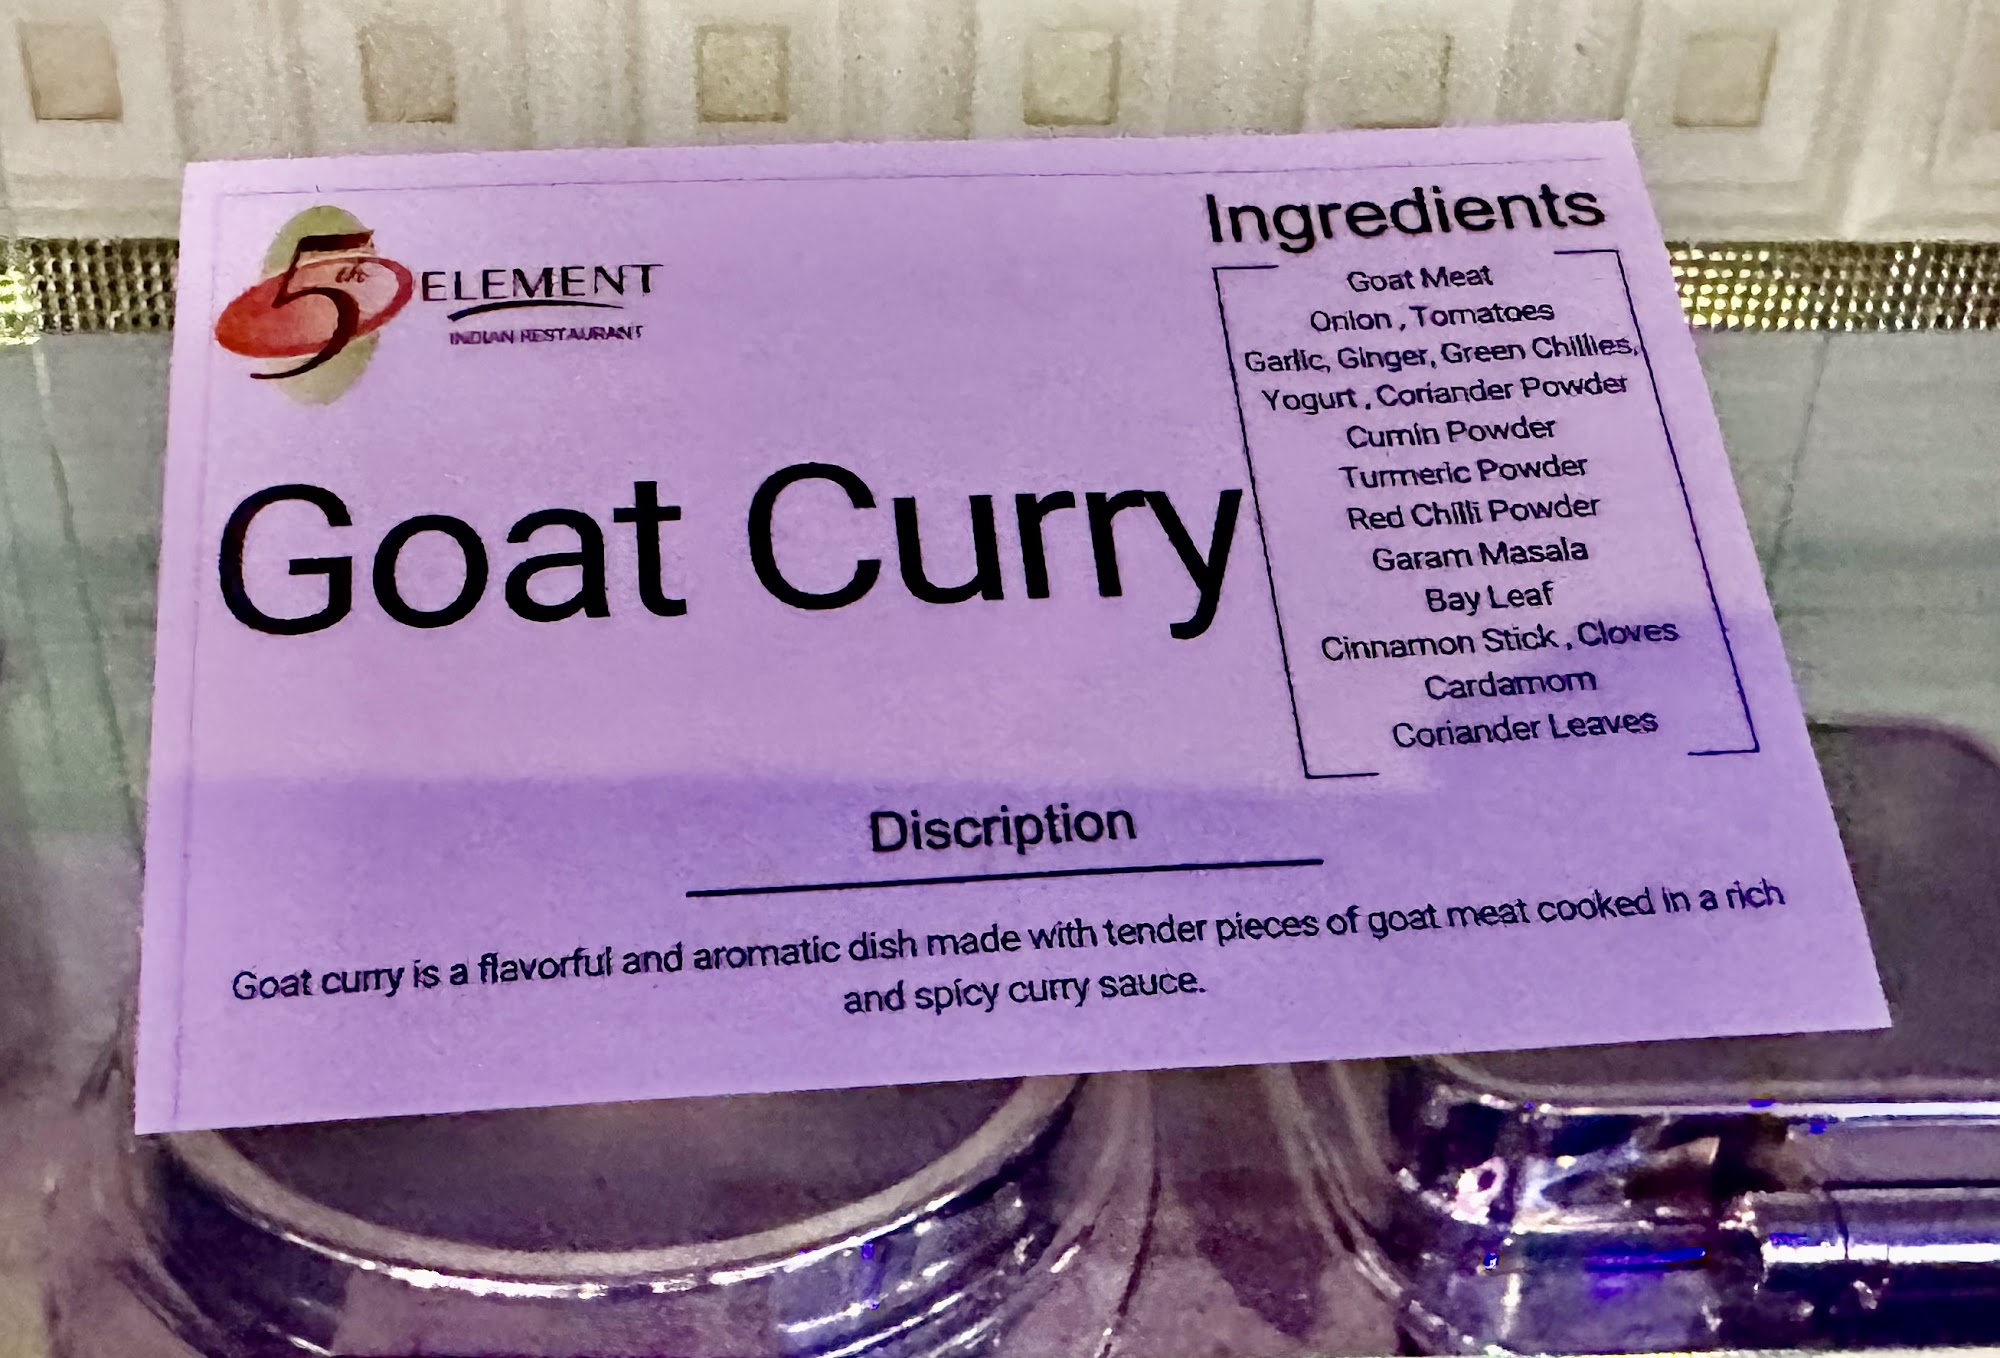 5th ELEMENT
INDIAN RESTAURANT
Goat Curry
Ingredients
Goat Meat
Onion , Tomatoes
Garlic, Ginger, Green Chillies,
Yogurt , Coriander Powder
Cumin Powder
Turmeric Powder
Red Chilli Powder
Garam Masala
Bay Leaf
Cinnamon Stick , Cloves
Cardamom
Coriander Leaves
Discription
Goat curry is a flavorful and aromatic dish made with tender pieces of goat meat cooked in a rich
and spicy curry sauce.